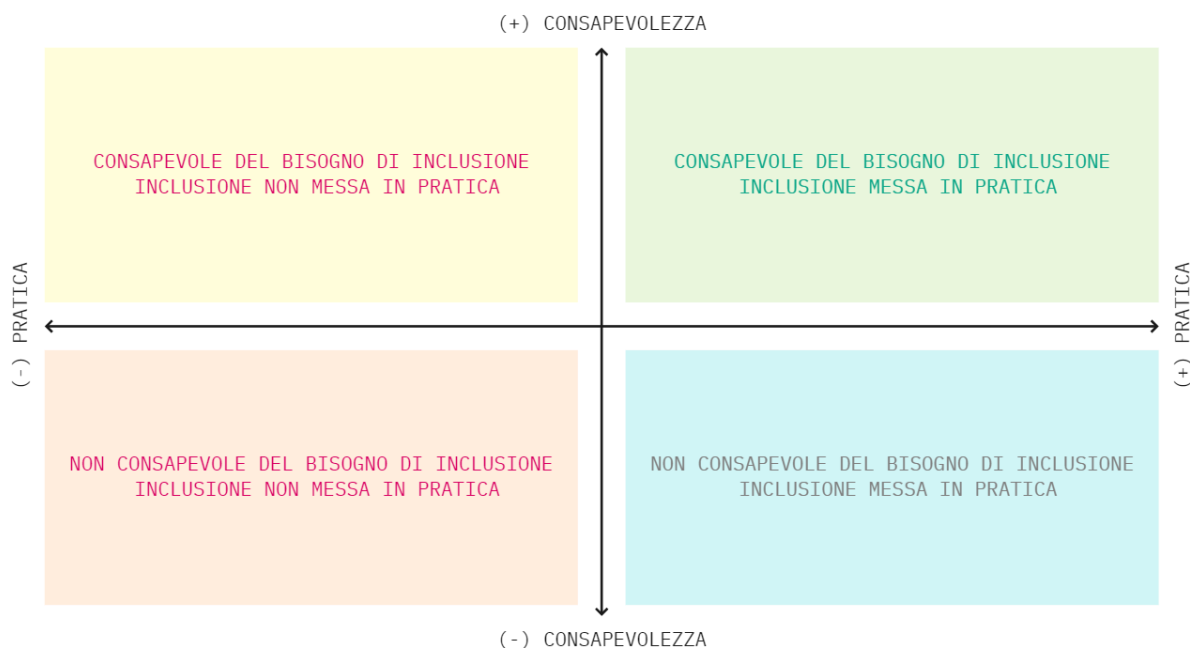 (+) CONSAPEVOLEZZA
CONSAPEVOLE DEL BISOGNO DI INCLUSIONE
INCLUSIONE NON MESSA IN PRATICA
CONSAPEVOLE DEL BISOGNO DI INCLUSIONE
INCLUSIONE MESSA IN PRATICA
(-) PRATICA
(+) PRATICA
NON CONSAPEVOLE DEL BISOGNO DI INCLUSIONE
INCLUSIONE NON MESSA IN PRATICA
NON CONSAPEVOLE DEL BISOGNO DI INCLUSIONE
INCLUSIONE MESSA IN PRATICA
(-) CONSAPEVOLEZZA